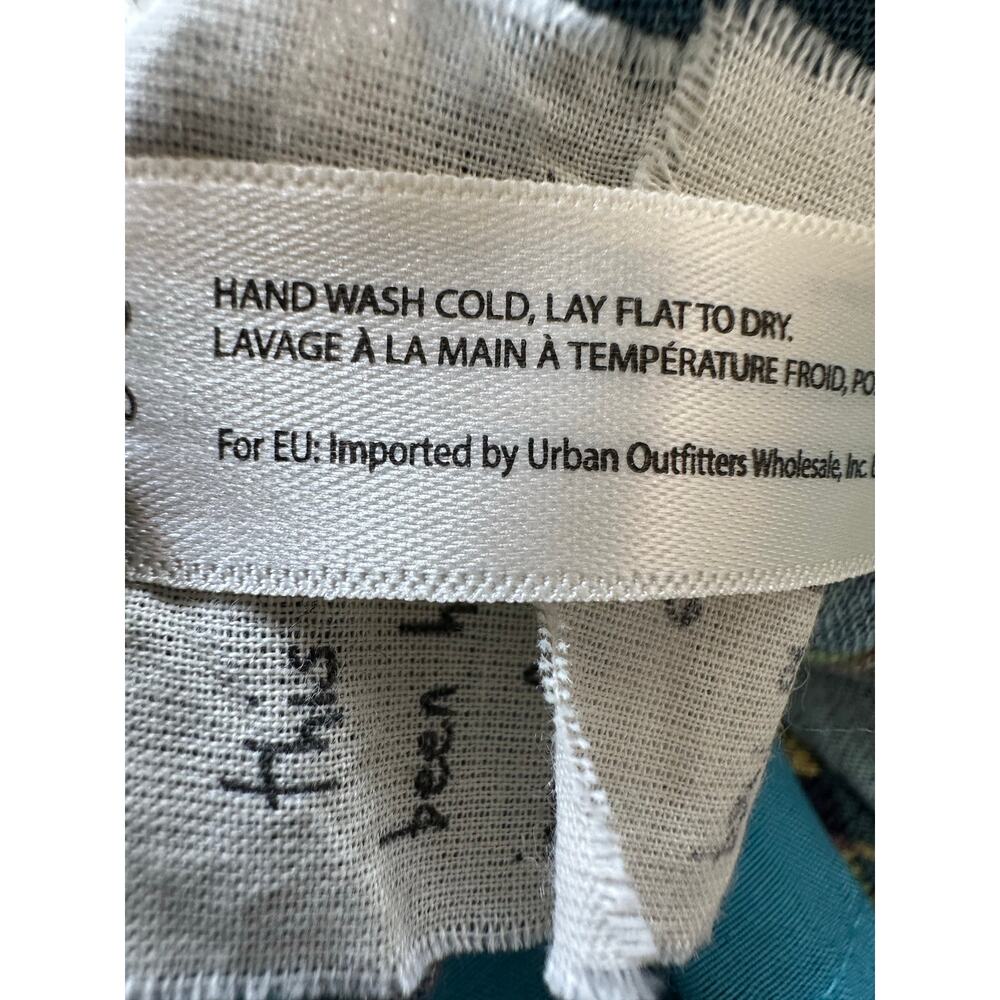 HAND WASH COLD, LAY FLAT TO DRY.
LAVAGE À LA MAIN À TEMPÉRATURE FROID, PO
For EU: Imported by Urban Outfitters Wholesale, Inc.
this
been